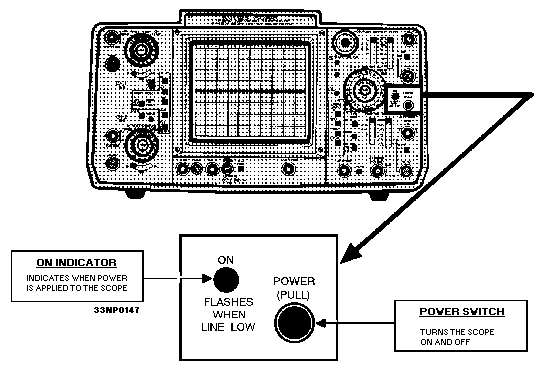 ON INDICATOR
INDICATES WHEN POWER
IS APPLIED TO THE SCOPE
33NP0147
ON
FLASHES
WHEN
LINE LOW
POWER
(PULL)
POWER SWITCH
TURNS THE SCOPE
ON AND OFF